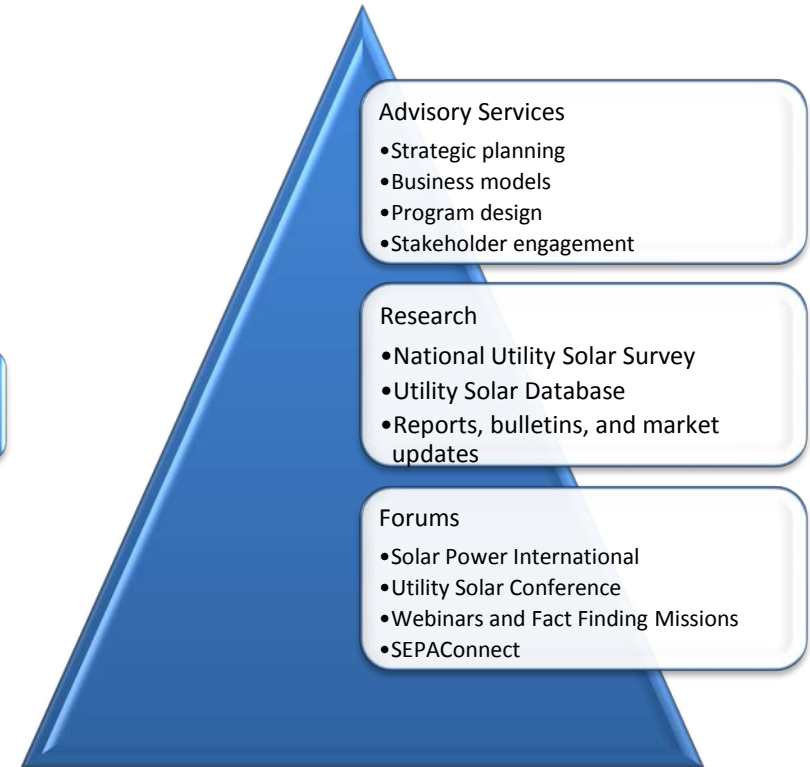 Advisory Services
•Strategic planning
•Business models
•Program design
•Stakeholder engagement
Research
•National Utility Solar Survey
•Utility Solar Database
•Reports, bulletins, and market
updates
Forums
•Solar Power International
•Utility Solar Conference
•Webinars and Fact Finding Missions
•SEPAConnect